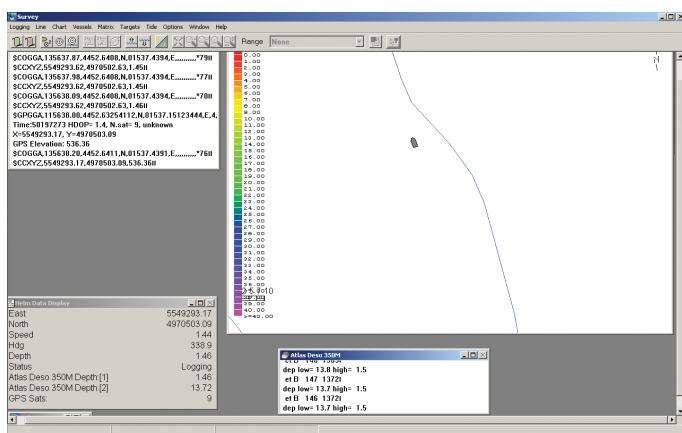 Survey
Logging Line Chart Vessels Matrix Targets Tide Options Window Help
Range None
$COGGA,135637.87,4452.6408,N,01537.4394,E,,,,,,,,,,*79¤¤
$CCXYZ,5549293.62,4970502.63,1.45¤¤
$COGGA,135637.98,4452.6408,N,01537.4394,E,,,,,,,,,,*77¤¤
$CCXYZ,5549293.62,4970502.63,1.46¤¤
$COGGA,135638.09,4452.6408,N,01537.4394,E,,,,,,,,,,*70¤¤
$CCXYZ,5549293.62,4970502.63,1.46¤¤
$GPGGA,115638.00,4452.63254112,N,01537.15123444,E,4,
Time:50197273 HDOP= 1.4, N.sat= 9, unknown
X=5549293.17, Y=4970503.09
GPS Elevation: 536.36
$COGGA,135638.20,4452.6411,N,01537.4391,E,,,,,,,,,,*76¤¤
$CCXYZ,5549293.17,4970503.09,536.36¤¤
0.00
1.00
2.00
3.00
4.00
5.00
6.00
7.00
8.00
9.00
10.00
11.00
12.00
13.00
14.00
15.00
16.00
17.00
18.00
19.00
20.00
21.00
22.00
23.00
24.00
25.00
26.00
27.00
28.00
29.00
30.00
31.00
32.00
33.00
34.00
35.00
36.00
39.00
40.00
>=40.00
N
Helm Data Display
East 5549293.17
North 4970503.09
Speed 1.44
Hdg 338.9
Depth 1.46
Status Logging
Atlas Deso 350M Depth:[1] 1.46
Atlas Deso 350M Depth:[2] 13.72
GPS Sats: 9
Atlas Deso 350M
dep low= 13.8 high= 1.5
et B 147 1372¤
dep low= 13.7 high= 1.5
et B 146 1372¤
dep low= 13.7 high= 1.5